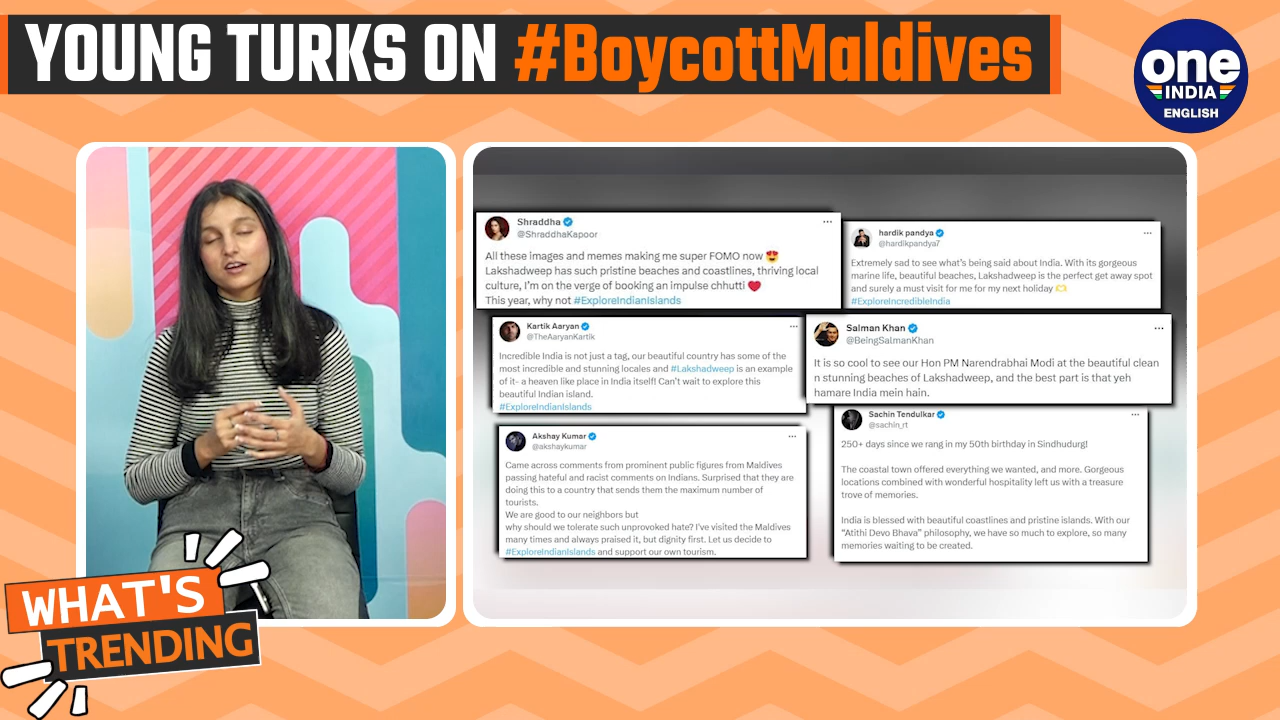 YOUNG TURKS ON #BoycottMaldives
one
INDIA
ENGLISH
Shraddha
@ShraddhaKapoor
All these images and memes making me super FOMO now 😍
Lakshadweep has such pristine beaches and coastlines, thriving local
culture, I'm on the verge of booking an impulse chhutti ❤️
This year, why not #ExploreIndianIslands
hardik pandya
@hardikpandya7
Extremely sad to see what's being said about India. With its gorgeous
marine life, beautiful beaches, Lakshadweep is the perfect get away spot
and surely a must visit for me for my next holiday 🫶
#ExploreIncredibleIndia
Kartik Aaryan
@TheAaryanKartik
Incredible India is not just a tag, our beautiful country has some of the
most incredible and stunning locales and #Lakshadweep is an example
of it- a heaven like place in India itself! Can't wait to explore this
beautiful Indian island.
#ExploreIndianIslands
Salman Khan
@BeingSalmanKhan
It is so cool to see our Hon PM Narendrabhai Modi at the beautiful clean
n stunning beaches of Lakshadweep, and the best part is that yeh
hamare India mein hain.
Akshay Kumar
@akshaykumar
Came across comments from prominent public figures from Maldives
passing hateful and racist comments on Indians. Surprised that they are
doing this to a country that sends them the maximum number of
tourists.
We are good to our neighbors but
why should we tolerate such unprovoked hate? I've visited the Maldives
many times and always praised it, but dignity first. Let us decide to
#ExploreIndianIslands and support our own tourism.
Sachin Tendulkar
@sachin_rt
250+ days since we rang in my 50th birthday in Sindhudurg!
The coastal town offered everything we wanted, and more. Gorgeous
locations combined with wonderful hospitality left us with a treasure
trove of memories.
India is blessed with beautiful coastlines and pristine islands. With our
"Atithi Devo Bhava" philosophy, we have so much to explore, so many
memories waiting to be created.
WHAT'S
TRENDING